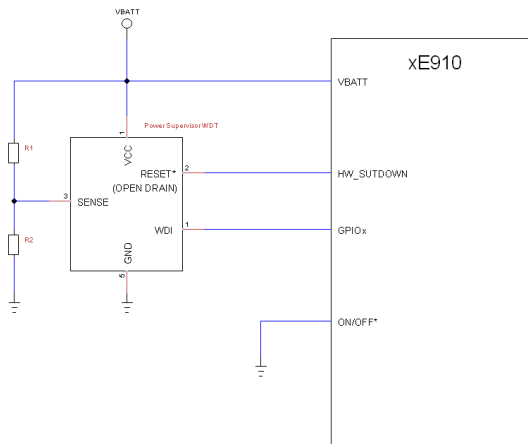 VBATT
xE910
VBATT
Power Supervisor WDT
1
VCC
R1
RESET*
2
HW_SUTDOWN
(OPEN DRAIN)
3
SENSE
WDI
1
GPIOx
R2
GND
5
ON/OFF*